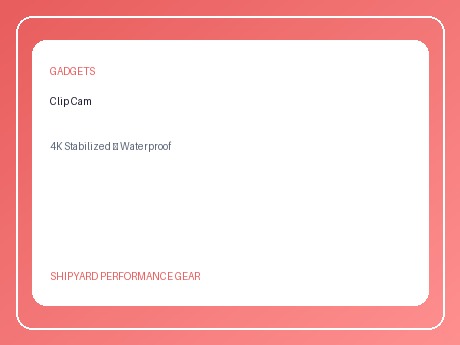 GADGETS
ClipCam
4K Stabilized Waterproof
SHIPYARD PERFORMANCE GEAR